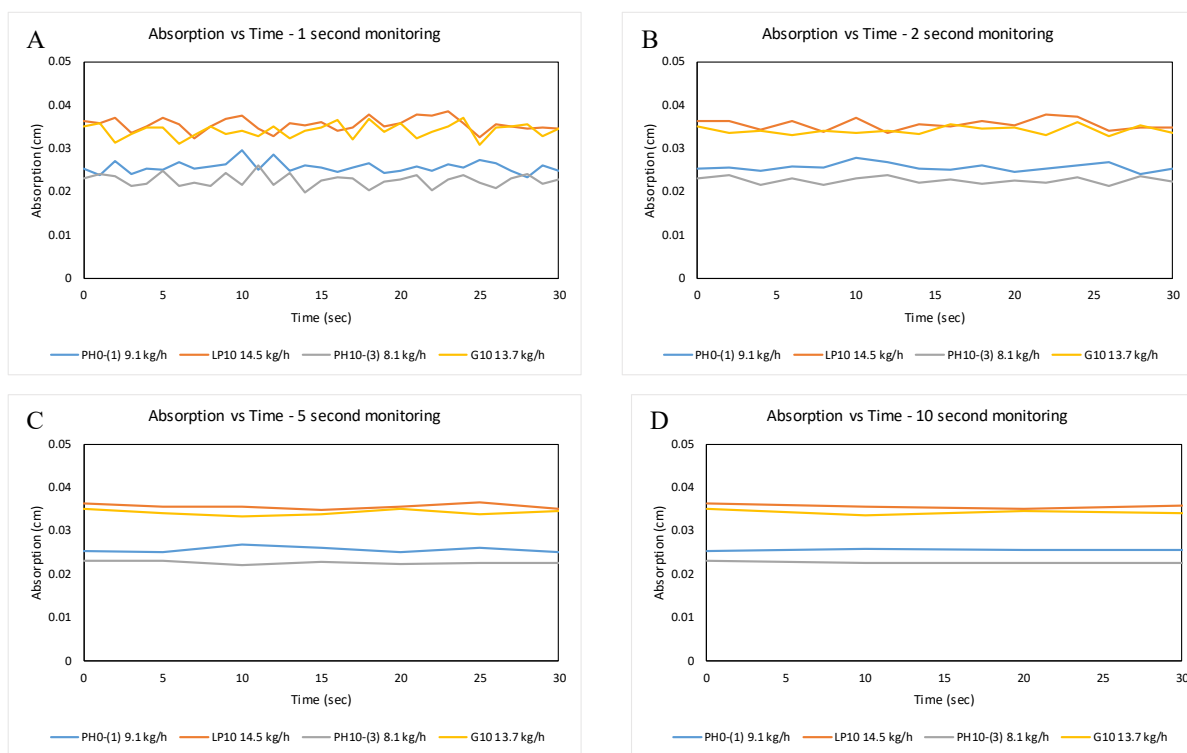 A
Absorption vs Time - 1 second monitoring
0.05
0.04
0.03
0.02
0.01
0
Absorption (cm)
0 5 10 15 20 25 30
Time (sec)
PH0-(1) 9.1 kg/h LP10 14.5 kg/h PH10-(3) 8.1 kg/h G10 13.7 kg/h
B
Absorption vs Time - 2 second monitoring
0.05
0.04
0.03
0.02
0.01
0
Absorption (cm)
0 5 10 15 20 25 30
Time (sec)
PH0-(1) 9.1 kg/h LP10 14.5 kg/h PH10-(3) 8.1 kg/h G10 13.7 kg/h
C
Absorption vs Time - 5 second monitoring
0.05
0.04
0.03
0.02
0.01
0
Absorption (cm)
0 5 10 15 20 25 30
Time (sec)
PH0-(1) 9.1 kg/h LP10 14.5 kg/h PH10-(3) 8.1 kg/h G10 13.7 kg/h
D
Absorption vs Time - 10 second monitoring
0.05
0.04
0.03
0.02
0.01
0
Absorption (cm)
0 5 10 15 20 25 30
Time (sec)
PH0-(1) 9.1 kg/h LP10 14.5 kg/h PH10-(3) 8.1 kg/h G10 13.7 kg/h